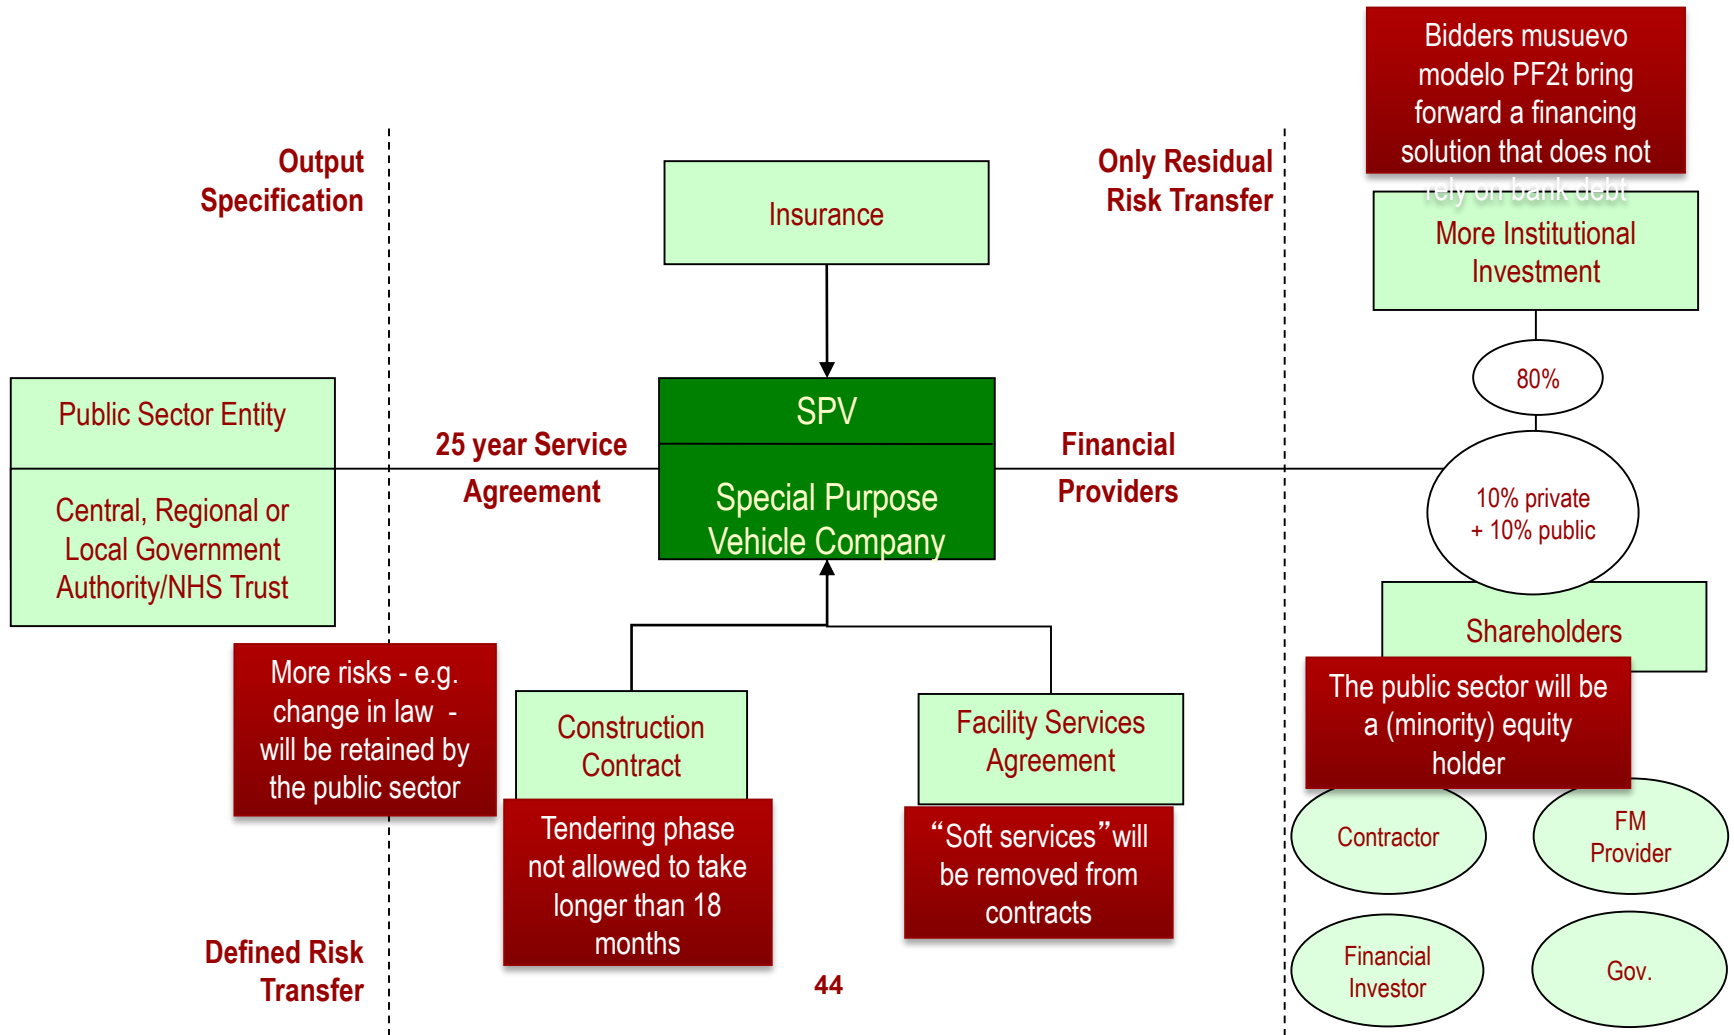 Bidders musuevo
modelo PF2t bring
forward a financing
solution that does not
rely on bank debt
Output
Specification
Only Residual
Risk Transfer
Insurance
More Institutional
Investment
80%
Public Sector Entity
Central, Regional or
Local Government
Authority/NHS Trust
25 year Service
Agreement
SPV
Special Purpose
Vehicle Company
Financial
Providers
10% private
+ 10% public
Shareholders
More risks - e.g.
change in law -
will be retained by
the public sector
Construction
Contract
Facility Services
Agreement
The public sector will be
a (minority) equity
holder
Tendering phase
not allowed to take
longer than 18
months
“Soft services” will
be removed from
contracts
Contractor
FM
Provider
Defined Risk
Transfer
44
Financial
Investor
Gov.